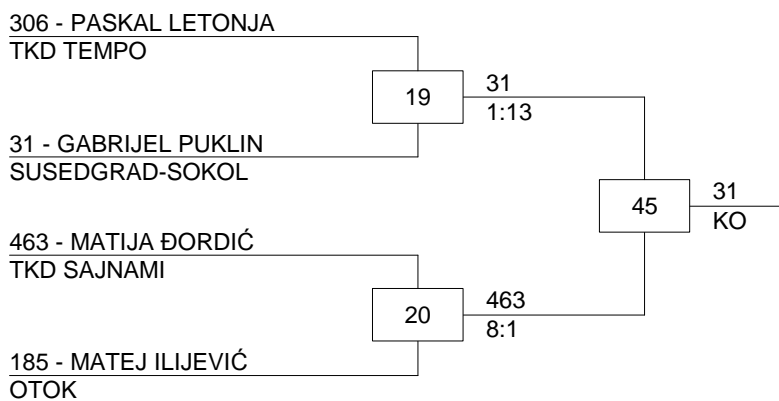 306 - PASKAL LETONJA
TKD TEMPO
19
31
1:13
31 - GABRIJEL PUKLIN
SUSEDGRAD-SOKOL
45
31
KO
463 - MATIJA ĐORDIĆ
TKD SAJNAMI
20
463
8:1
185 - MATEJ ILIJEVIĆ
OTOK